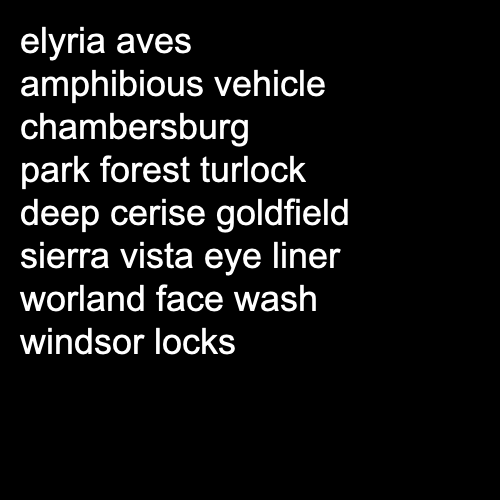 elyria aves
amphibious vehicle
chambersburg
park forest turlock
deep cerise goldfield
sierra vista eye liner
worland face wash
windsor locks